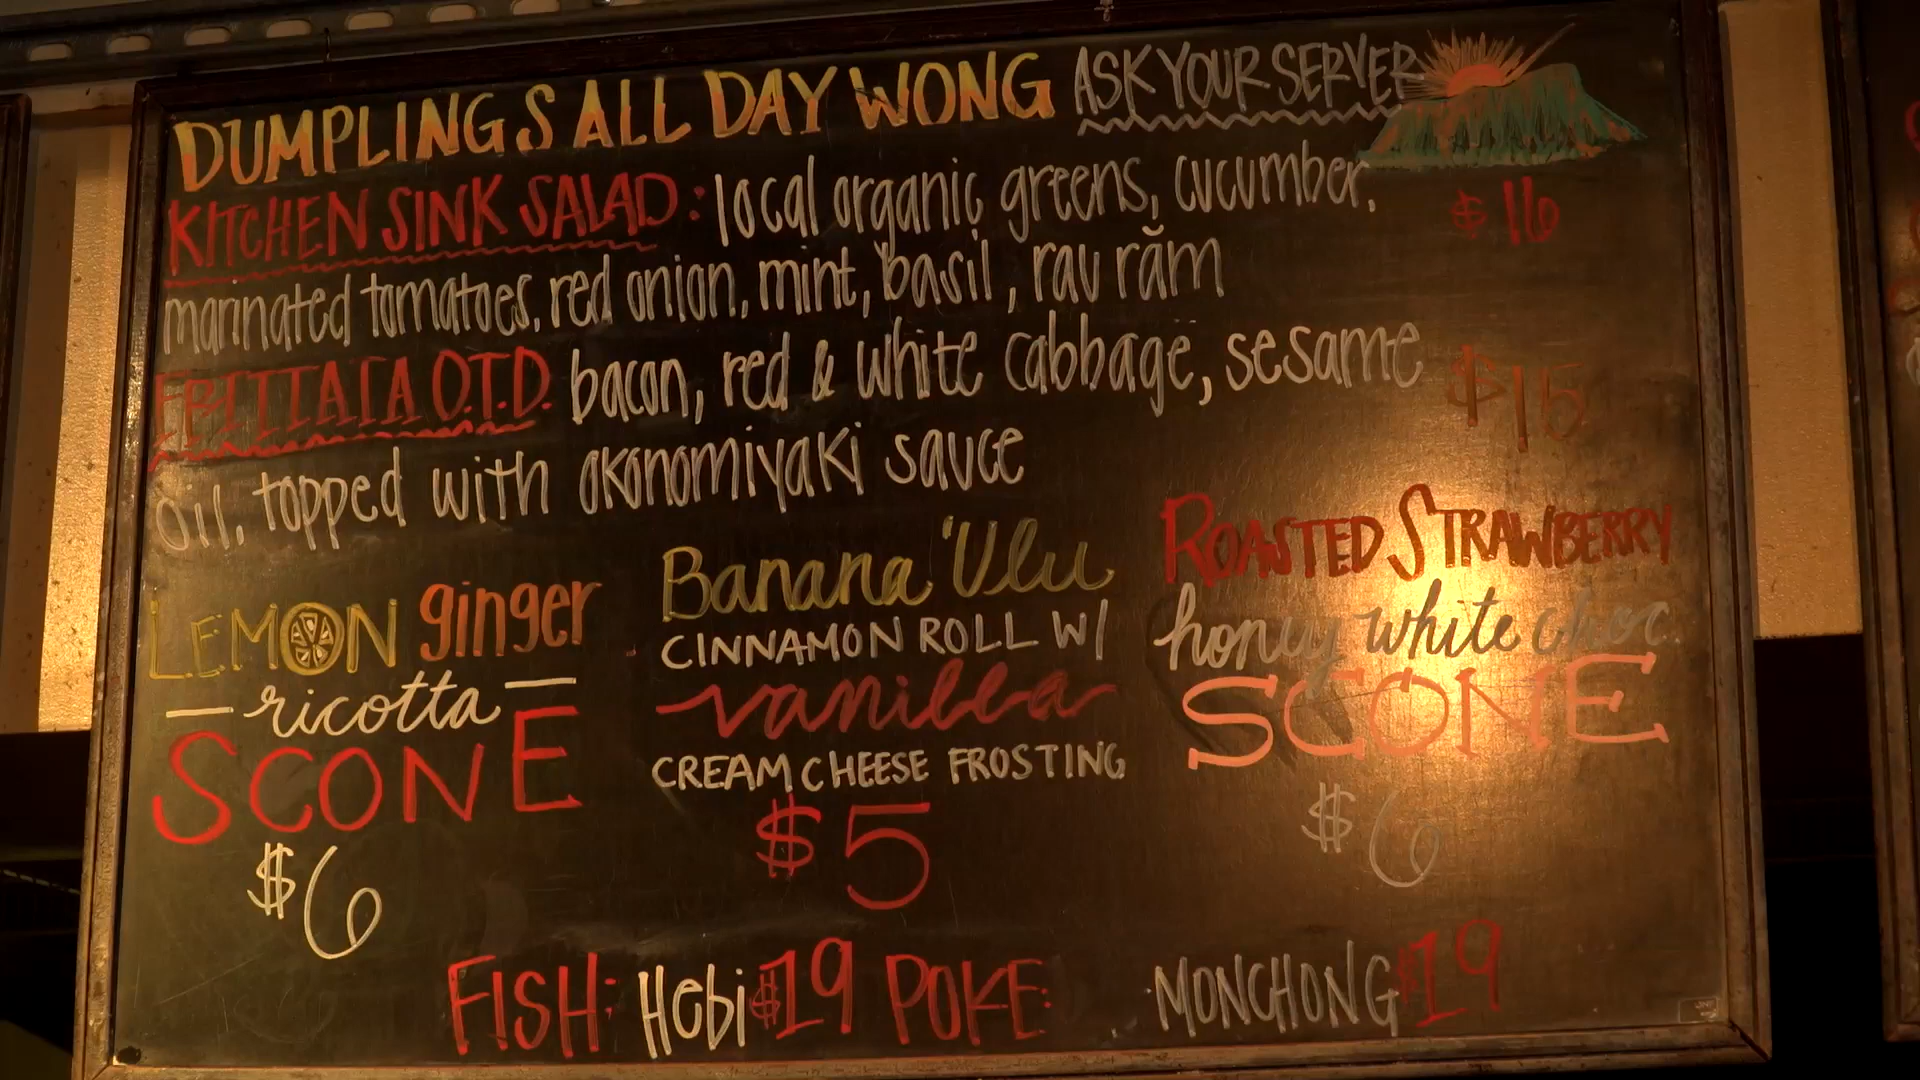 DUMPLINGS ALL DAY WONG ASK YOUR SERVER
KITCHEN SINK SALAD: local organic greens, cucumber, $16
marinated tomatoes, red onion, mint, basil, rau răm
FRITTATA O.T.D. bacon, red & white cabbage, sesame $15
oil, topped with okonomiyaki sauce
LEMON ginger
— ricotta —
SCONE
$6
Banana 'Ulu
CINNAMON ROLL W/
vanilla
CREAM CHEESE FROSTING
$5
ROASTED STRAWBERRY
honey white choc.
SCONE
$6
FISH: Hebi $19 POKE: MONCHONG $19